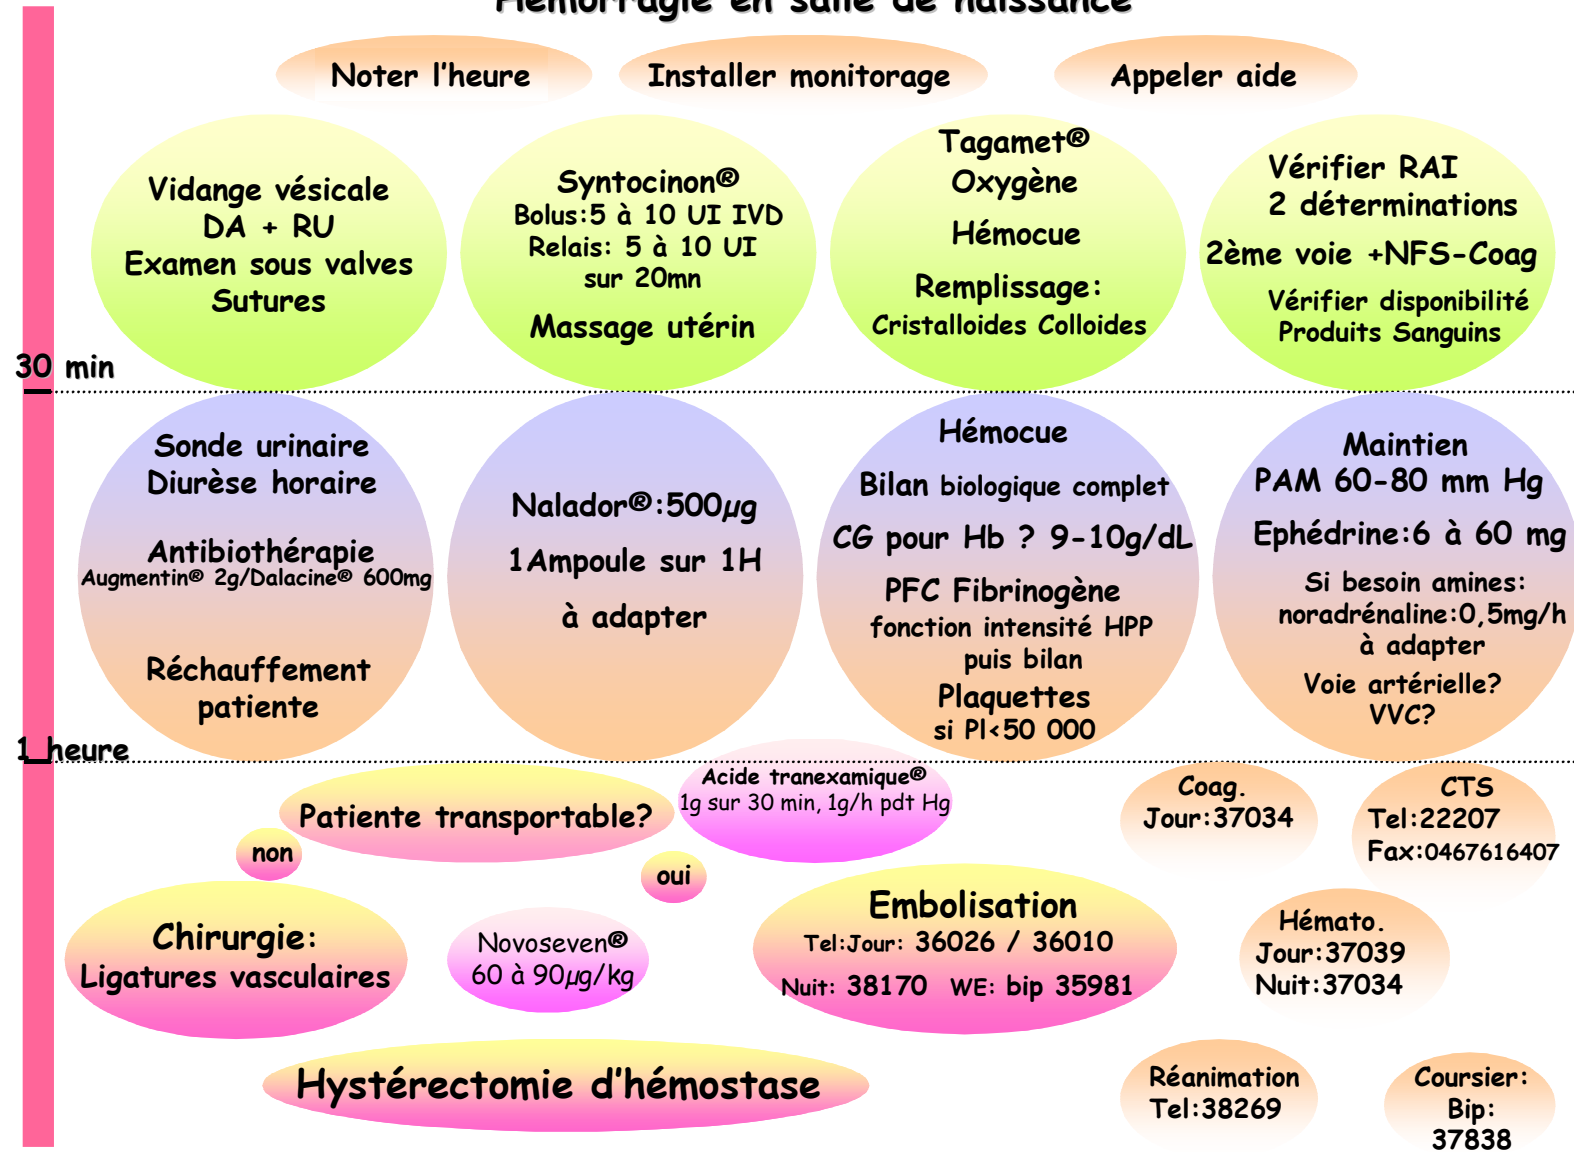 Hémorragie en salle de naissance
Noter l'heure
Installer monitorage
Appeler aide
Vidange vésicale
DA + RU
Examen sous valves
Sutures
Syntocinon®
Bolus:5 à 10 UI IVD
Relais: 5 à 10 UI
sur 20mn
Massage utérin
Tagamet®
Oxygène
Hémocue
Remplissage:
Cristalloides Colloides
Vérifier RAI
2 déterminations
2ème voie +NFS-Coag
Vérifier disponibilité
Produits Sanguins
30 min
Sonde urinaire
Diurèse horaire
Antibiothérapie
Augmentin® 2g/Dalacine® 600mg
Réchauffement
patiente
Nalador®:500µg
1Ampoule sur 1H
à adapter
Hémocue
Bilan biologique complet
CG pour Hb ? 9-10g/dL
PFC Fibrinogène
fonction intensité HPP
puis bilan
Plaquettes
si Pl<50 000
Maintien
PAM 60-80 mm Hg
Ephédrine:6 à 60 mg
Si besoin amines:
noradrénaline:0,5mg/h
à adapter
Voie artérielle?
VVC?
1 heure
Patiente transportable?
Acide tranexamique®
1g sur 30 min, 1g/h pdt Hg
Coag.
Jour:37034
CTS
Tel:22207
Fax:0467616407
non
oui
Chirurgie:
Ligatures vasculaires
Novoseven®
60 à 90µg/kg
Embolisation
Tel:Jour: 36026 / 36010
Nuit: 38170 WE: bip 35981
Hémato.
Jour:37039
Nuit:37034
Hystérectomie d'hémostase
Réanimation
Tel:38269
Coursier:
Bip:
37838